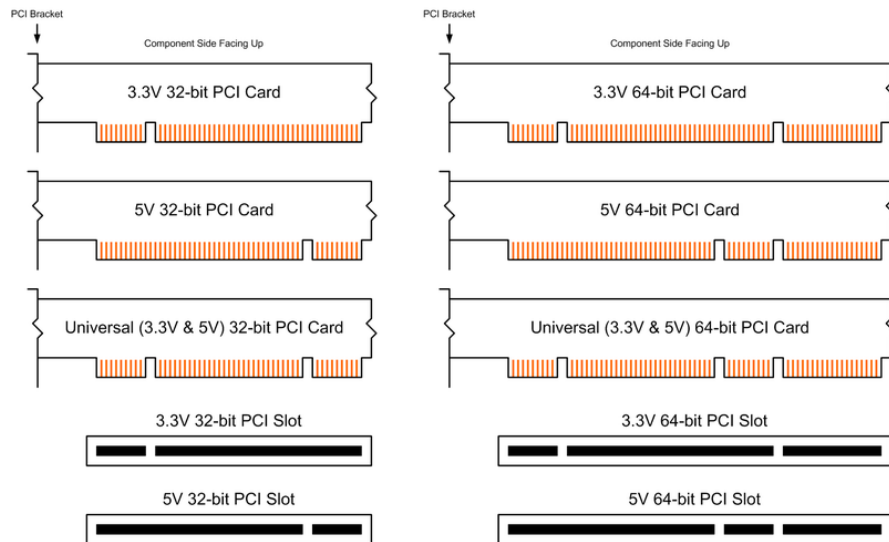 PCI Bracket
Component Side Facing Up
3.3V 32-bit PCI Card
5V 32-bit PCI Card
Universal (3.3V & 5V) 32-bit PCI Card
3.3V 32-bit PCI Slot
5V 32-bit PCI Slot
PCI Bracket
Component Side Facing Up
3.3V 64-bit PCI Card
5V 64-bit PCI Card
Universal (3.3V & 5V) 64-bit PCI Card
3.3V 64-bit PCI Slot
5V 64-bit PCI Slot